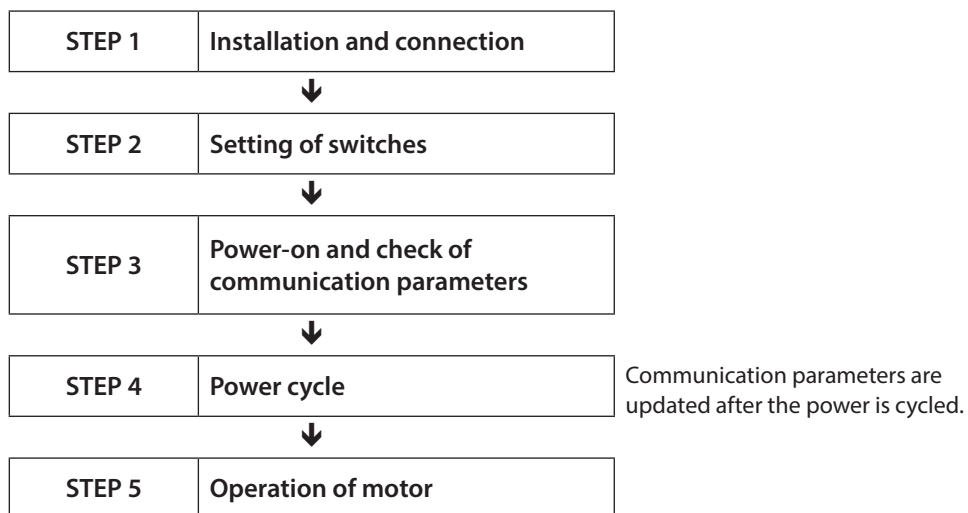 STEP 1 Installation and connection
STEP 2 Setting of switches
STEP 3 Power-on and check of
communication parameters
STEP 4 Power cycle
Communication parameters are
updated after the power is cycled.
STEP 5 Operation of motor